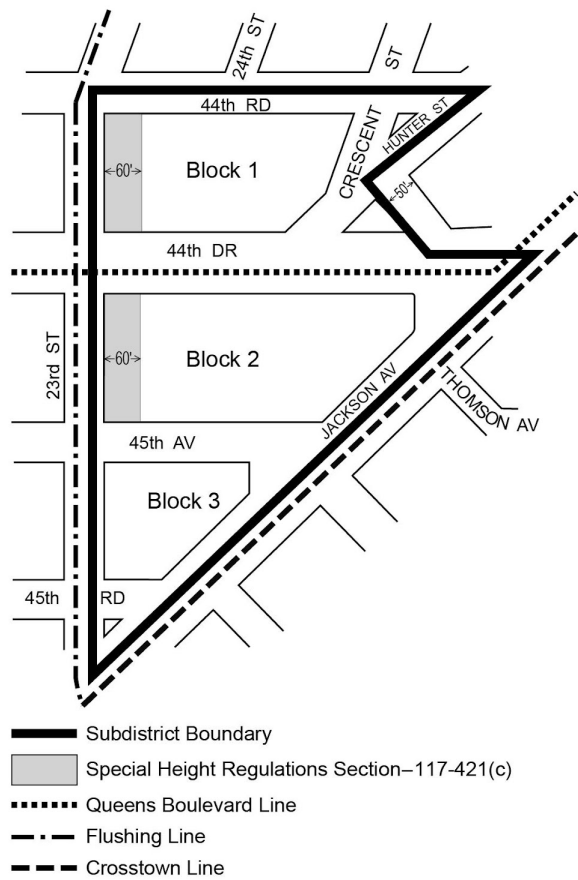 24th ST
ST
44th RD
HUNTER ST
CRESCENT
60'
Block 1
50'
44th DR
23rd ST
60'
Block 2
JACKSON AV
THOMSON AV
45th AV
Block 3
45th RD
Subdistrict Boundary
Special Height Regulations Section–117-421(c)
Queens Boulevard Line
Flushing Line
Crosstown Line